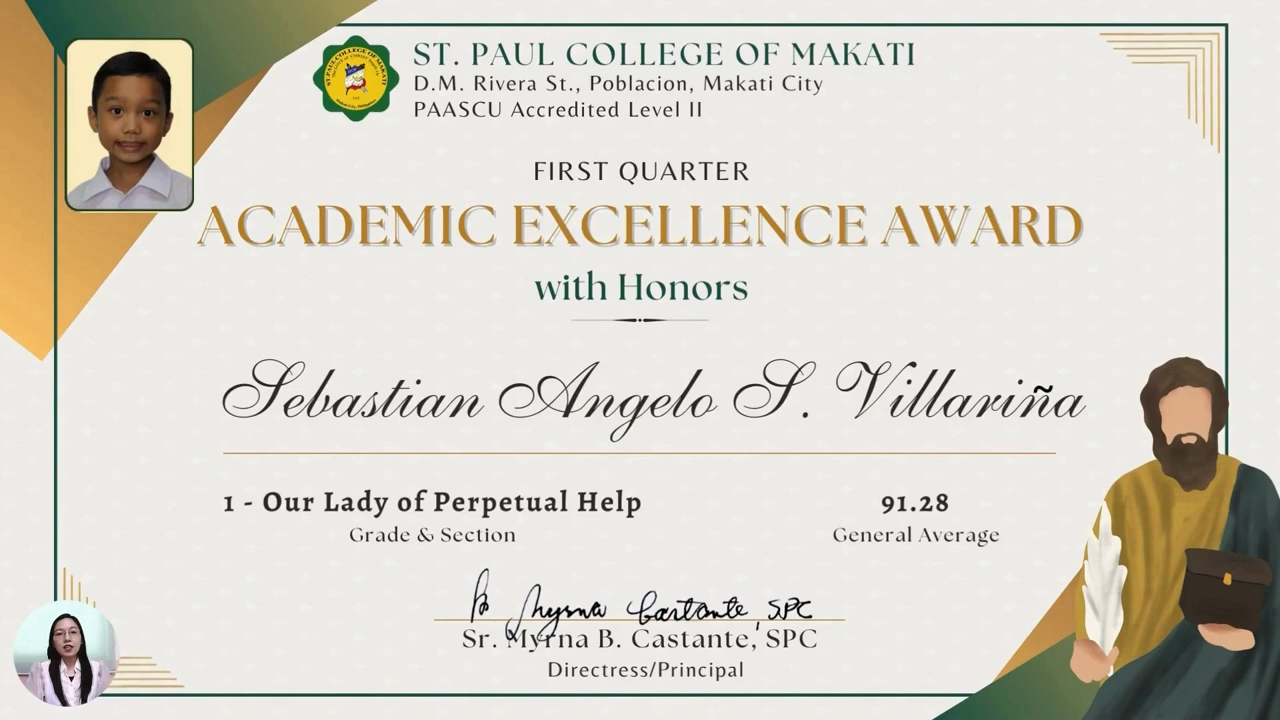 ST. PAUL COLLEGE OF MAKATI
D.M. Rivera St., Poblacion, Makati City
PAASCU Accredited Level II
FIRST QUARTER
ACADEMIC EXCELLENCE AWARD
with Honors
Sebastian Angelo S. Villariña
1 - Our Lady of Perpetual Help
Grade & Section
91.28
General Average
Myrna Castante, SPC
Sr. Myrna B. Castante, SPC
Directress/Principal